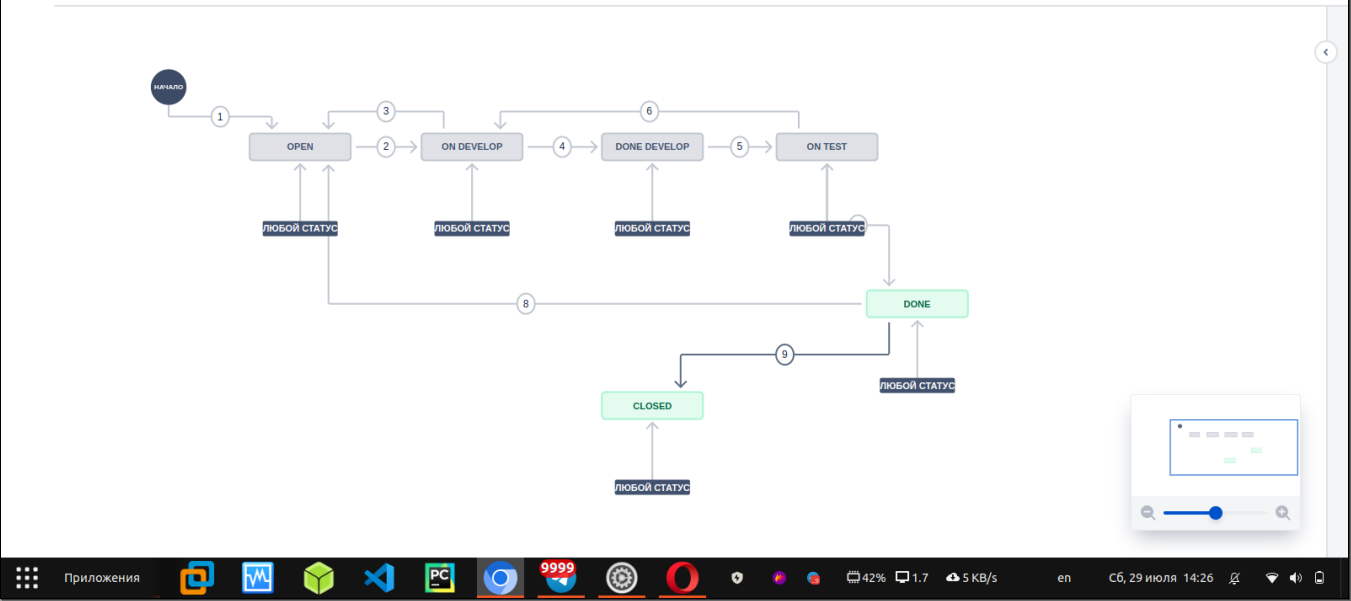 НАЧАЛО
1
3
6
OPEN
2
ON DEVELOP
4
DONE DEVELOP
5
ON TEST
ЛЮБОЙ СТАТУС
ЛЮБОЙ СТАТУС
ЛЮБОЙ СТАТУС
ЛЮБОЙ СТАТУС
8
DONE
9
ЛЮБОЙ СТАТУС
CLOSED
ЛЮБОЙ СТАТУС
Приложения
PC
9999
42%
1.7
5 KB/s
en
Сб, 29 июля 14:26